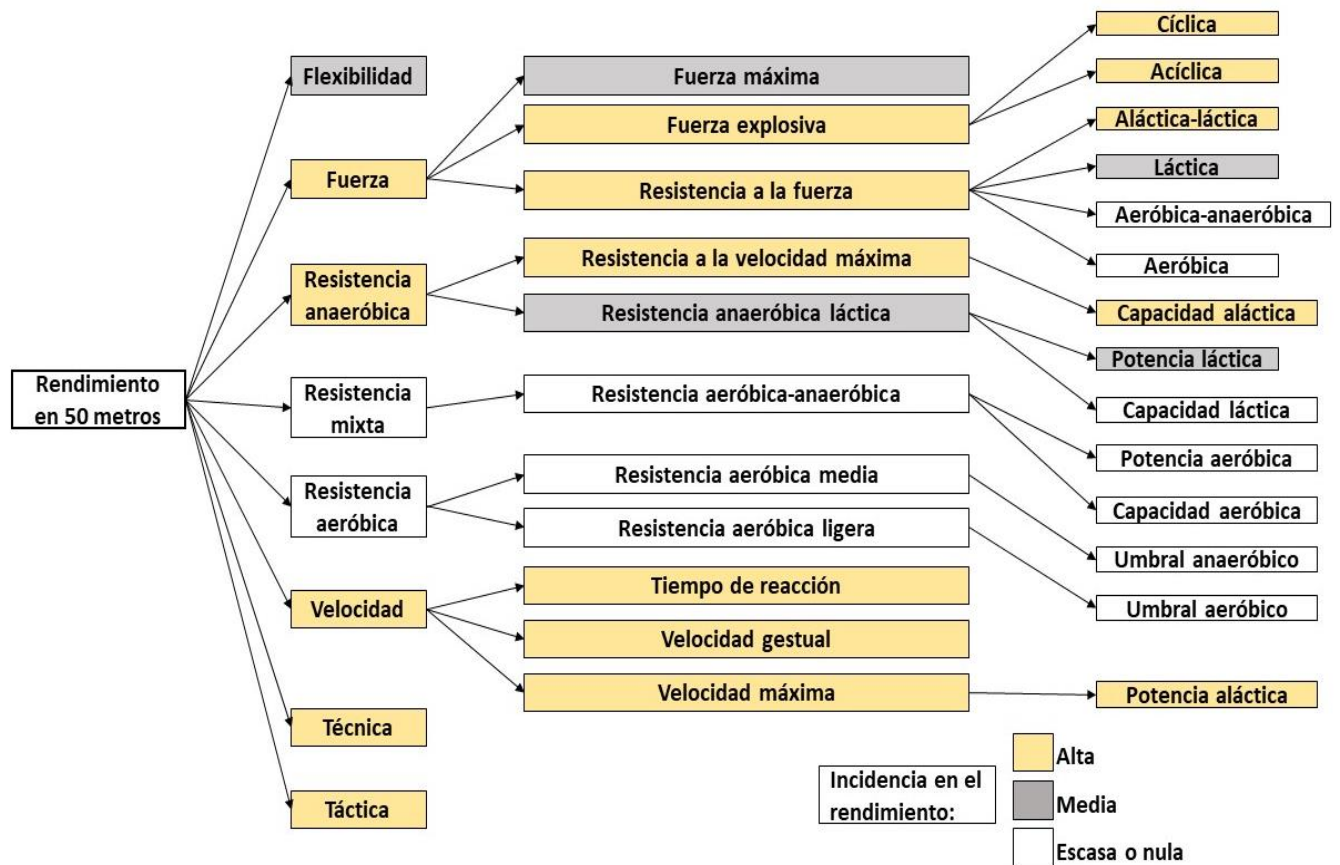 Rendimiento
en 50 metros
Flexibilidad
Fuerza
Resistencia
anaeróbica
Resistencia
mixta
Resistencia
aeróbica
Velocidad
Técnica
Táctica
Fuerza máxima
Fuerza explosiva
Resistencia a la fuerza
Resistencia a la velocidad máxima
Resistencia anaeróbica láctica
Resistencia aeróbica-anaeróbica
Resistencia aeróbica media
Resistencia aeróbica ligera
Tiempo de reacción
Velocidad gestual
Velocidad máxima
Cíclica
Acíclica
Aláctica-láctica
Láctica
Aeróbica-anaeróbica
Aeróbica
Capacidad aláctica
Potencia láctica
Capacidad láctica
Potencia aeróbica
Capacidad aeróbica
Umbral anaeróbico
Umbral aeróbico
Potencia aláctica
Incidencia en el
rendimiento:
Alta
Media
Escasa o nula